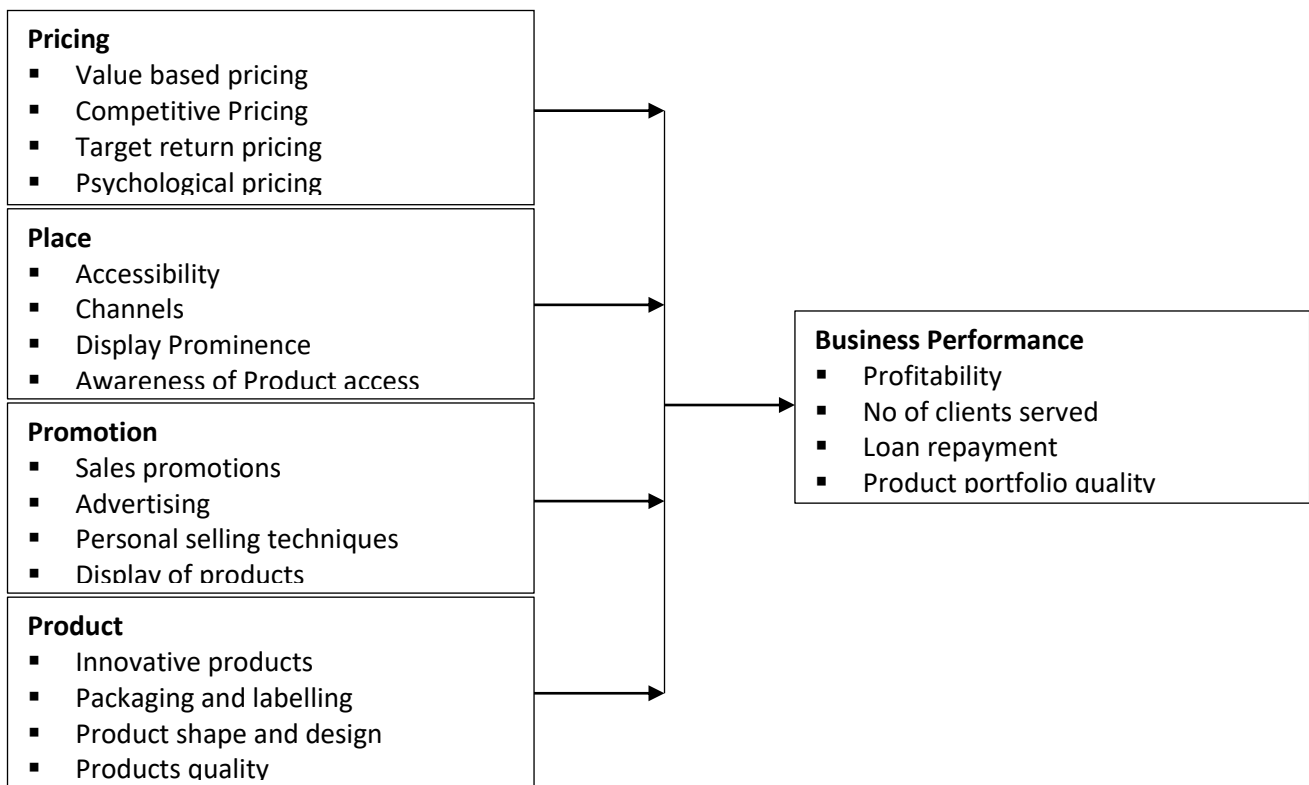 Pricing
▪ Value based pricing
▪ Competitive Pricing
▪ Target return pricing
▪ Psychological pricing
Place
▪ Accessibility
▪ Channels
▪ Display Prominence
▪ Awareness of Product access
Promotion
▪ Sales promotions
▪ Advertising
▪ Personal selling techniques
▪ Display of products
Product
▪ Innovative products
▪ Packaging and labelling
▪ Product shape and design
▪ Products quality
Business Performance
▪ Profitability
▪ No of clients served
▪ Loan repayment
▪ Product portfolio quality